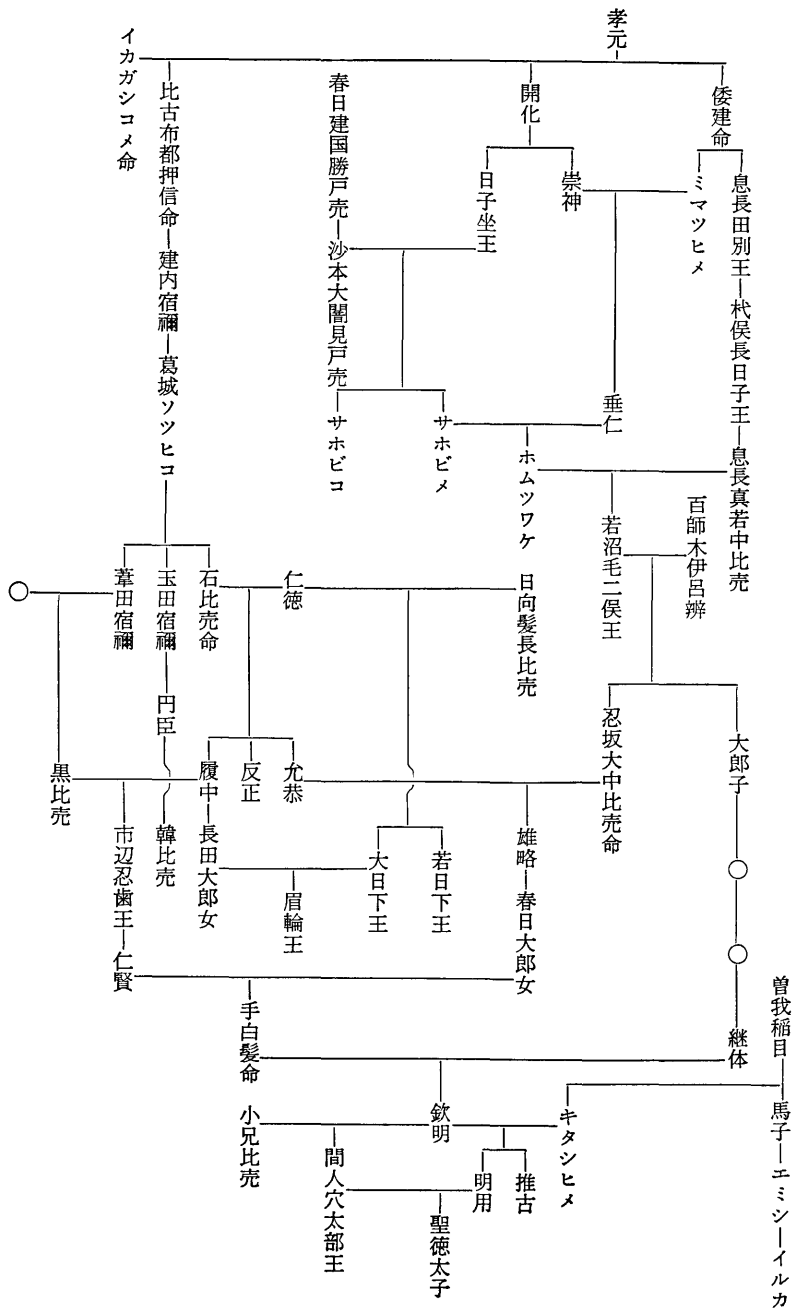 孝元
イカガシコメ命
比古布都押信命
建内宿禰
葛城ソツヒコ
春日建国勝戸売
沙本大闇見戸売
開化
日子坐王
崇神
倭建命
ミマツヒメ
息長田別王
杙俣長日子王
息長真若中比売
垂仁
サホビメ
サホビコ
ホムツワケ
百師木伊呂辨
若沼毛二俣王
日向髪長比売
仁徳
石比売命
玉田宿禰
葦田宿禰
〇
円臣
黒比売
履中
反正
允恭
忍坂大中比売命
大郎子
〇
〇
継体
市辺忍歯王
仁賢
韓比売
長田大郎女
眉輪王
大日下王
若日下王
雄略
春日大郎女
手白髪命
曽我稲目
馬子
エミシ
イルカ
キタシヒメ
欽明
小兄比売
間人穴太部王
明用
推古
聖徳太子